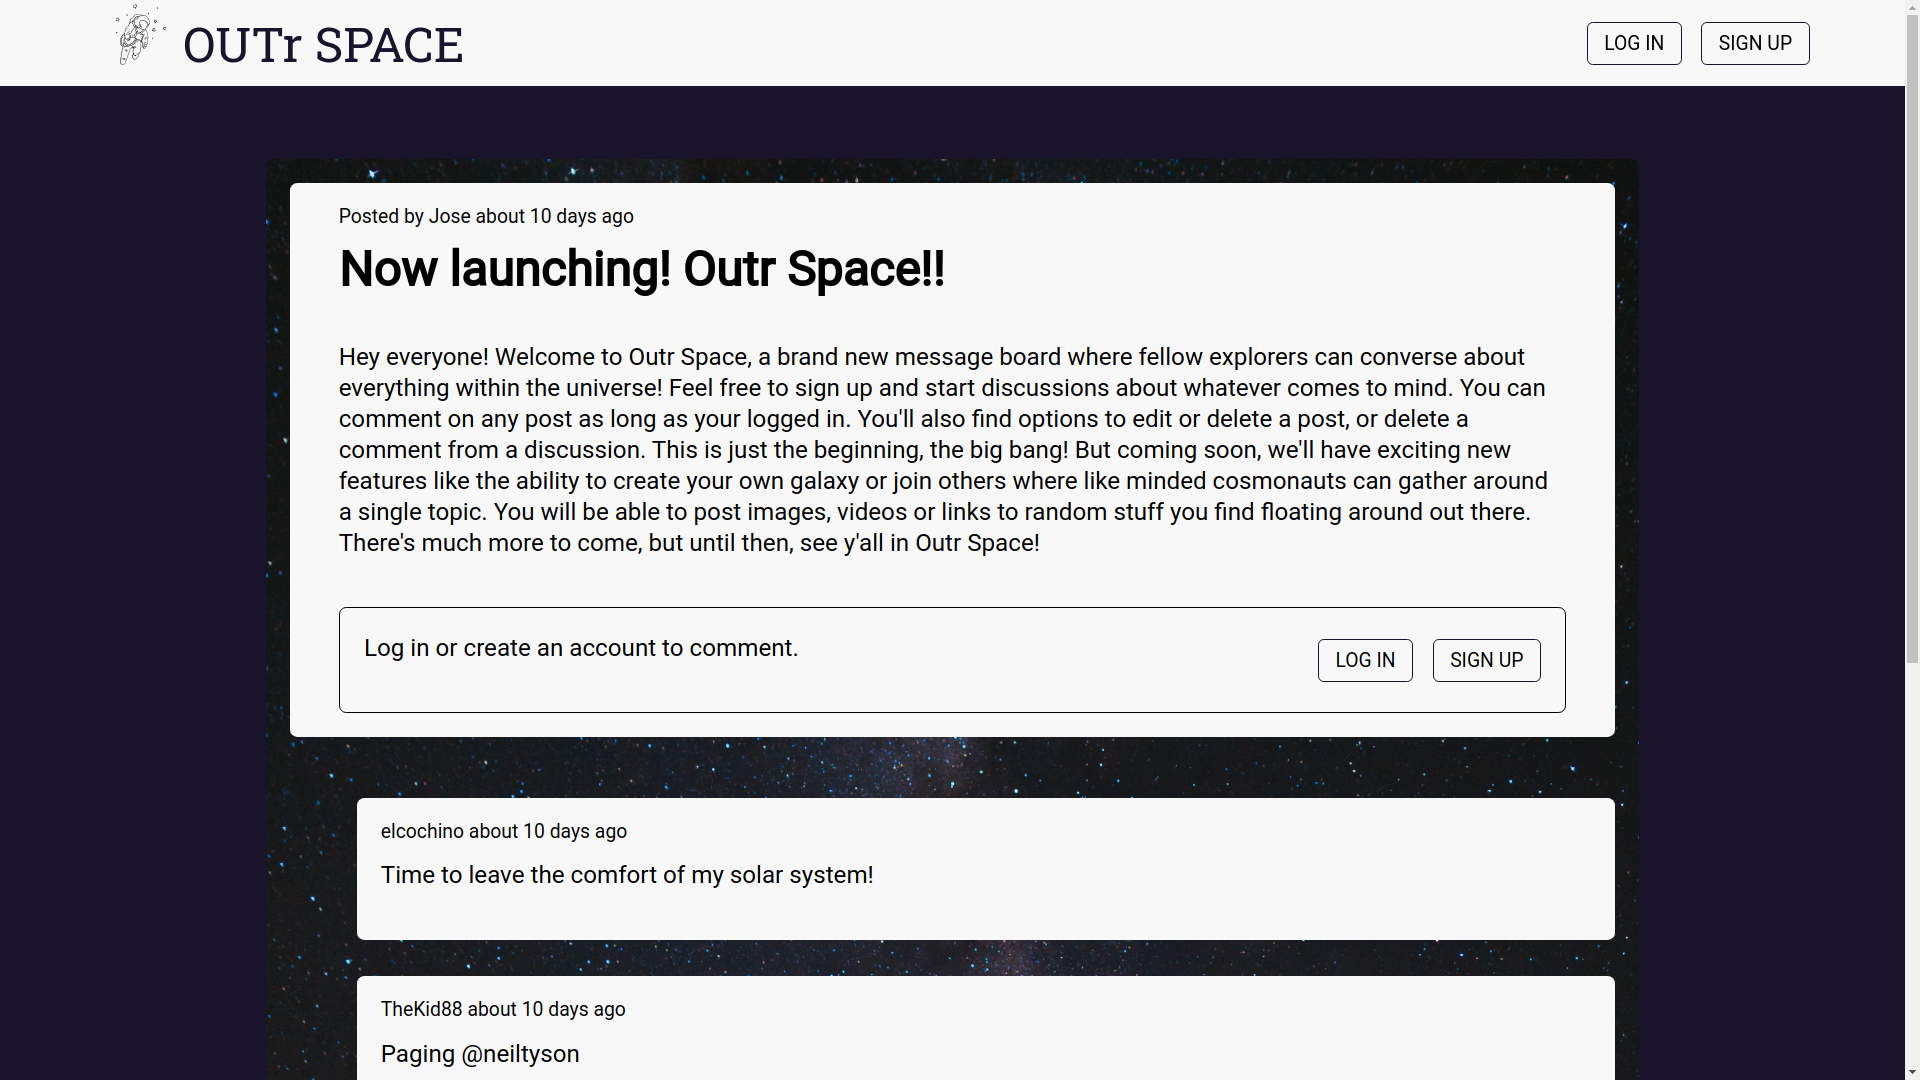 OUTr SPACE
LOG IN
SIGN UP
Posted by Jose about 10 days ago
Now launching! Outr Space!!
Hey everyone! Welcome to Outr Space, a brand new message board where fellow explorers can converse about
everything within the universe! Feel free to sign up and start discussions about whatever comes to mind. You can
comment on any post as long as your logged in. You'll also find options to edit or delete a post, or delete a
comment from a discussion. This is just the beginning, the big bang! But coming soon, we'll have exciting new
features like the ability to create your own galaxy or join others where like minded cosmonauts can gather around
a single topic. You will be able to post images, videos or links to random stuff you find floating around out there.
There's much more to come, but until then, see y'all in Outr Space!
Log in or create an account to comment.
LOG IN
SIGN UP
elcochino about 10 days ago
Time to leave the comfort of my solar system!
TheKid88 about 10 days ago
Paging @neiltyson